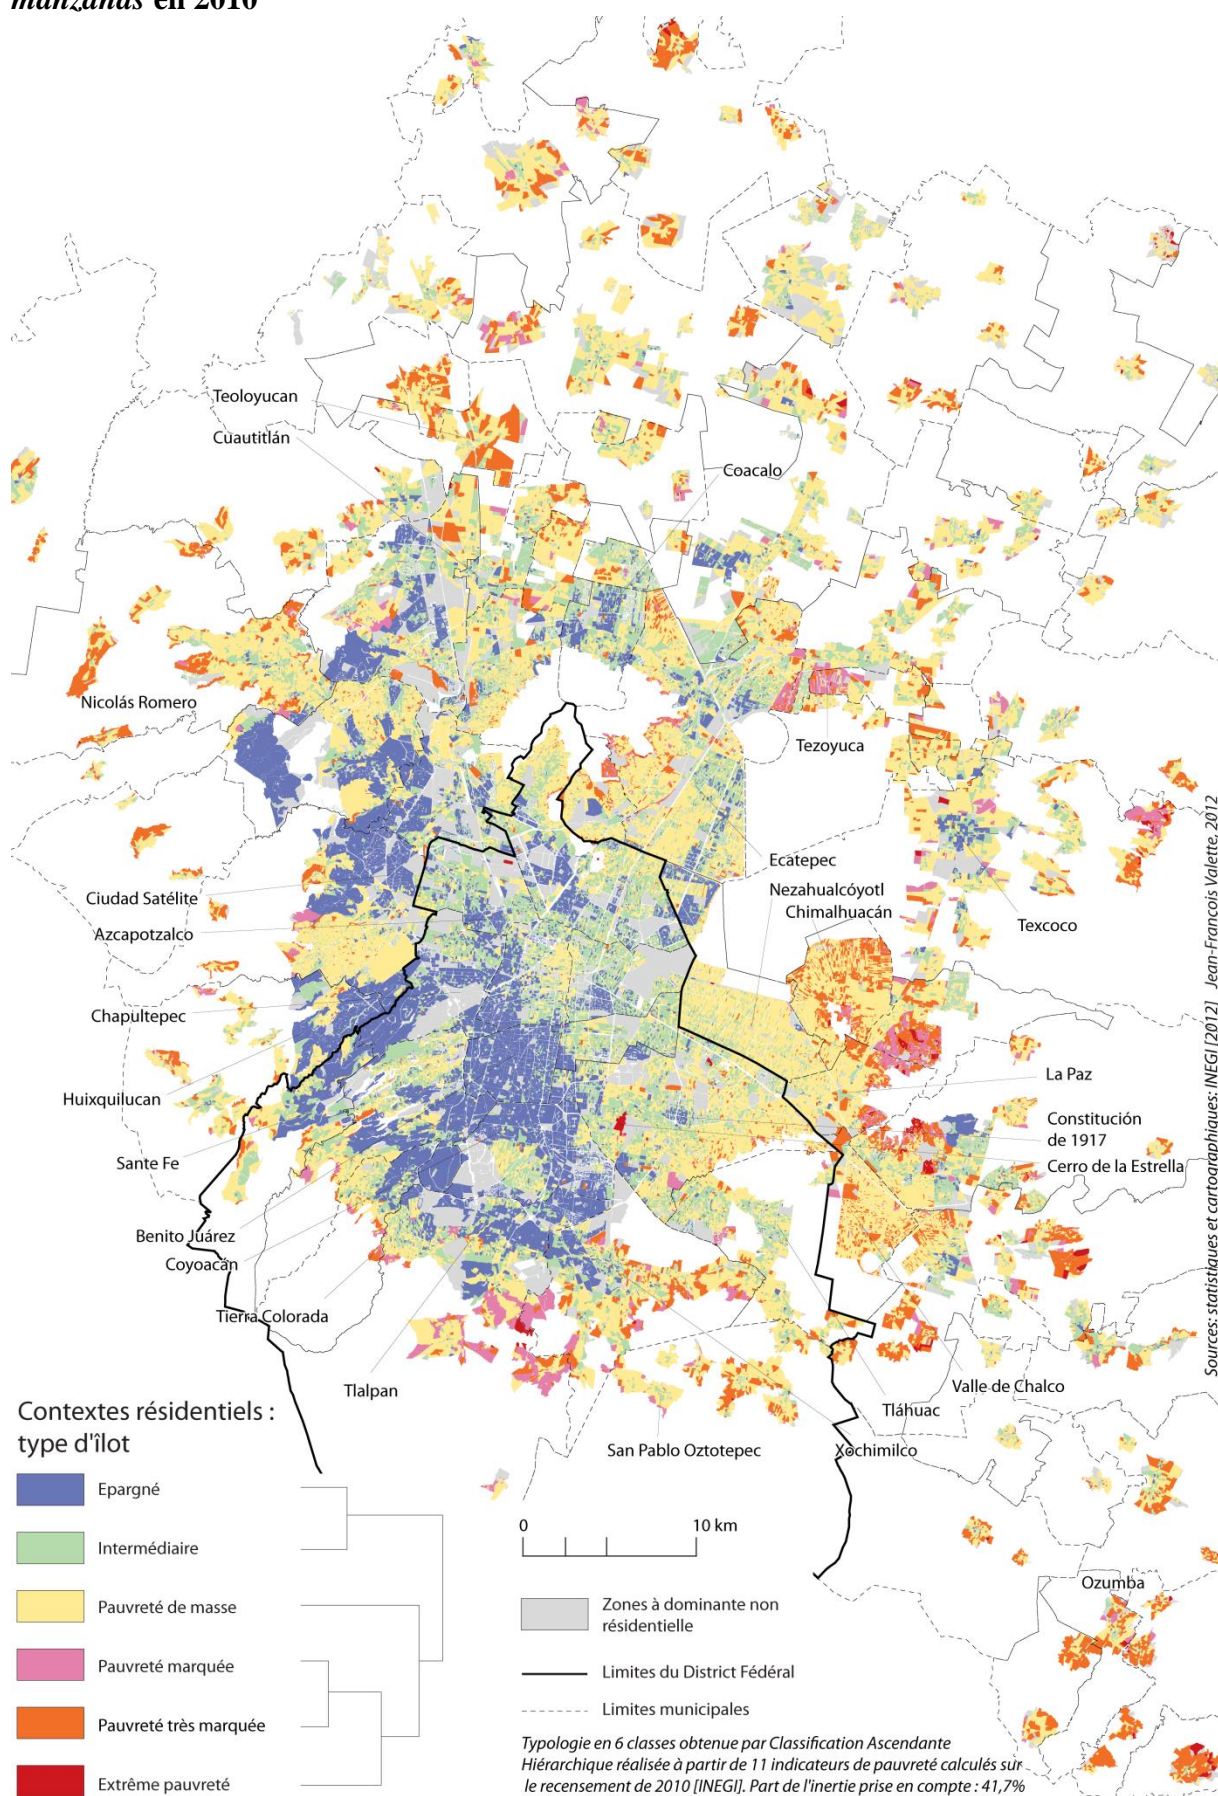 manzanas en 2010
Teoloyucan
Cuautitlán
Coacalo
Nicolás Romero
Tezoyuca
Ecatepec
Nezahualcóyotl
Chimalhuacán
Ciudad Satélite
Azcapotzalco
Texcoco
Chapultepec
La Paz
Huixquilucan
Constitución
de 1917
Sante Fe
Cerro de la Estrella
Benito Juárez
Coyoacán
Tierra Colorada
Tlalpan
Valle de Chalco
Tláhuac
San Pablo Oztotepec
Xochimilco
Ozumba
Sources: statistiques et cartographiques: INEGI [2012] Jean-Francois Valette, 2012
Contextes résidentiels :
type d'îlot
Epargné
Intermédiaire
Pauvreté de masse
Pauvreté marquée
Pauvreté très marquée
Extrême pauvreté
0 10 km
Zones à dominante non
résidentielle
Limites du District Fédéral
Limites municipales
Typologie en 6 classes obtenue par Classification Ascendante
Hiérarchique réalisée à partir de 11 indicateurs de pauvreté calculés sur
le recensement de 2010 [INEGI]. Part de l'inertie prise en compte : 41,7%